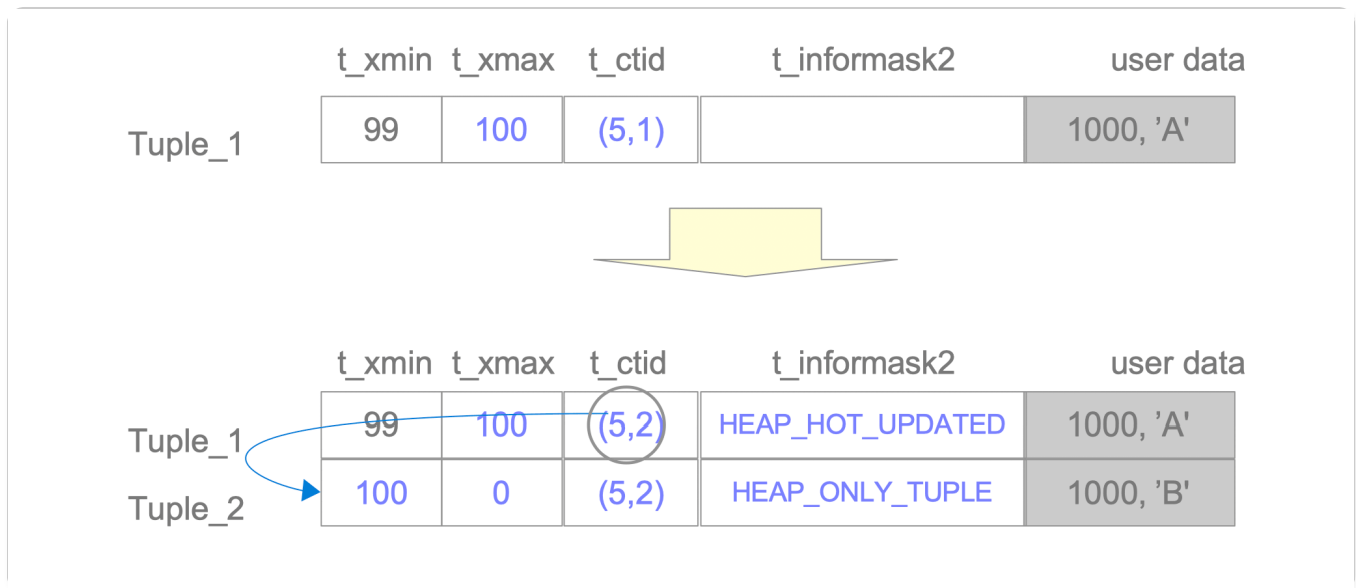 t_xmin t_xmax t_ctid t_informask2 user data
Tuple_1 99 100 (5,1) 1000, 'A'
t_xmin t_xmax t_ctid t_informask2 user data
Tuple_1 99 100 (5,2) HEAP_HOT_UPDATED 1000, 'A'
Tuple_2 100 0 (5,2) HEAP_ONLY_TUPLE 1000, 'B'